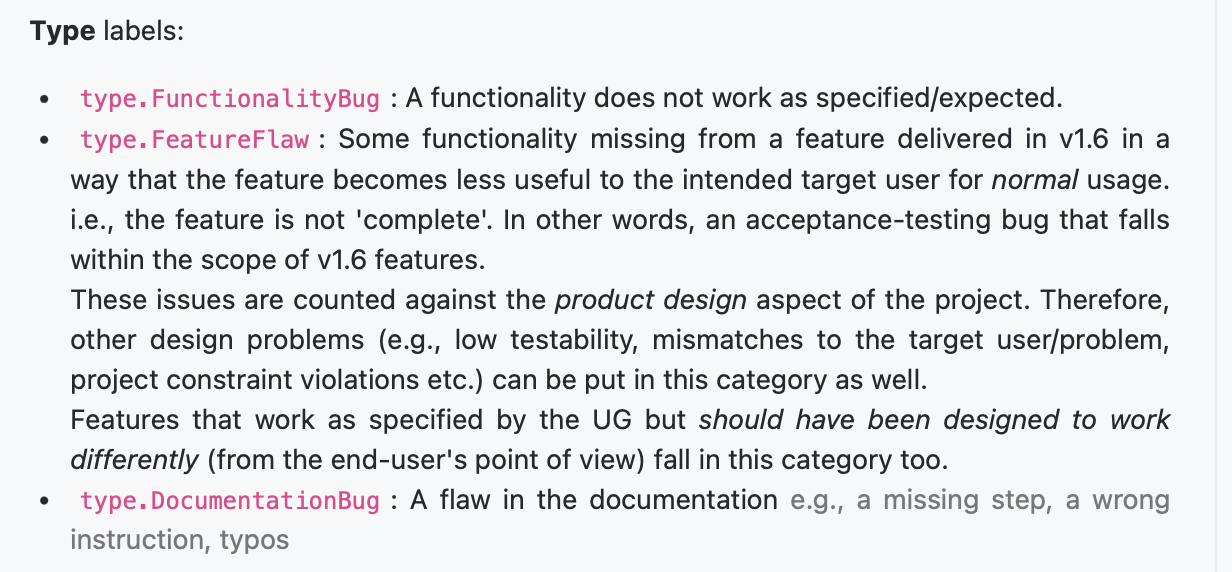 Type labels:
• type.FunctionalityBug : A functionality does not work as specified/expected.
• type.FeatureFlaw : Some functionality missing from a feature delivered in v1.6 in a
way that the feature becomes less useful to the intended target user for normal usage.
i.e., the feature is not 'complete'. In other words, an acceptance-testing bug that falls
within the scope of v1.6 features.
These issues are counted against the product design aspect of the project. Therefore,
other design problems (e.g., low testability, mismatches to the target user/problem,
project constraint violations etc.) can be put in this category as well.
Features that work as specified by the UG but should have been designed to work
differently (from the end-user's point of view) fall in this category too.
• type.DocumentationBug : A flaw in the documentation e.g., a missing step, a wrong
instruction, typos